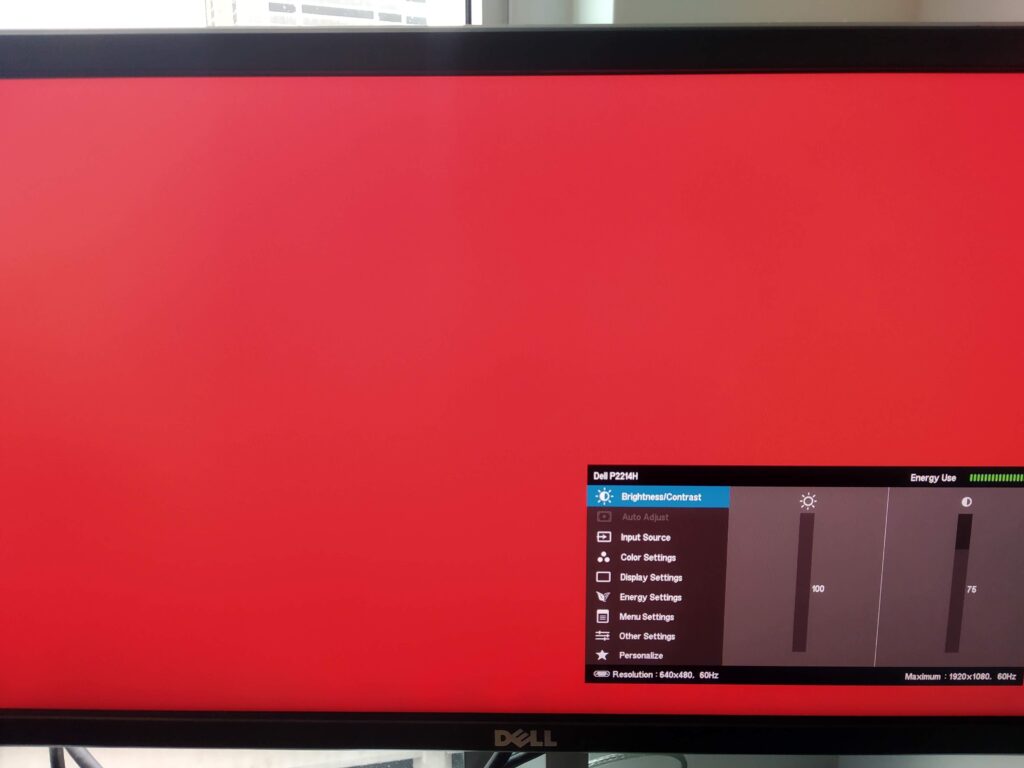 Dell P2214H
Energy Use
Brightness/Contrast
Auto Adjust
Input Source
Color Settings
Display Settings
Energy Settings
Menu Settings
Other Settings
Personalize
100
75
Resolution : 640x480, 60Hz
Maximum : 1920x1080, 60Hz
DELL